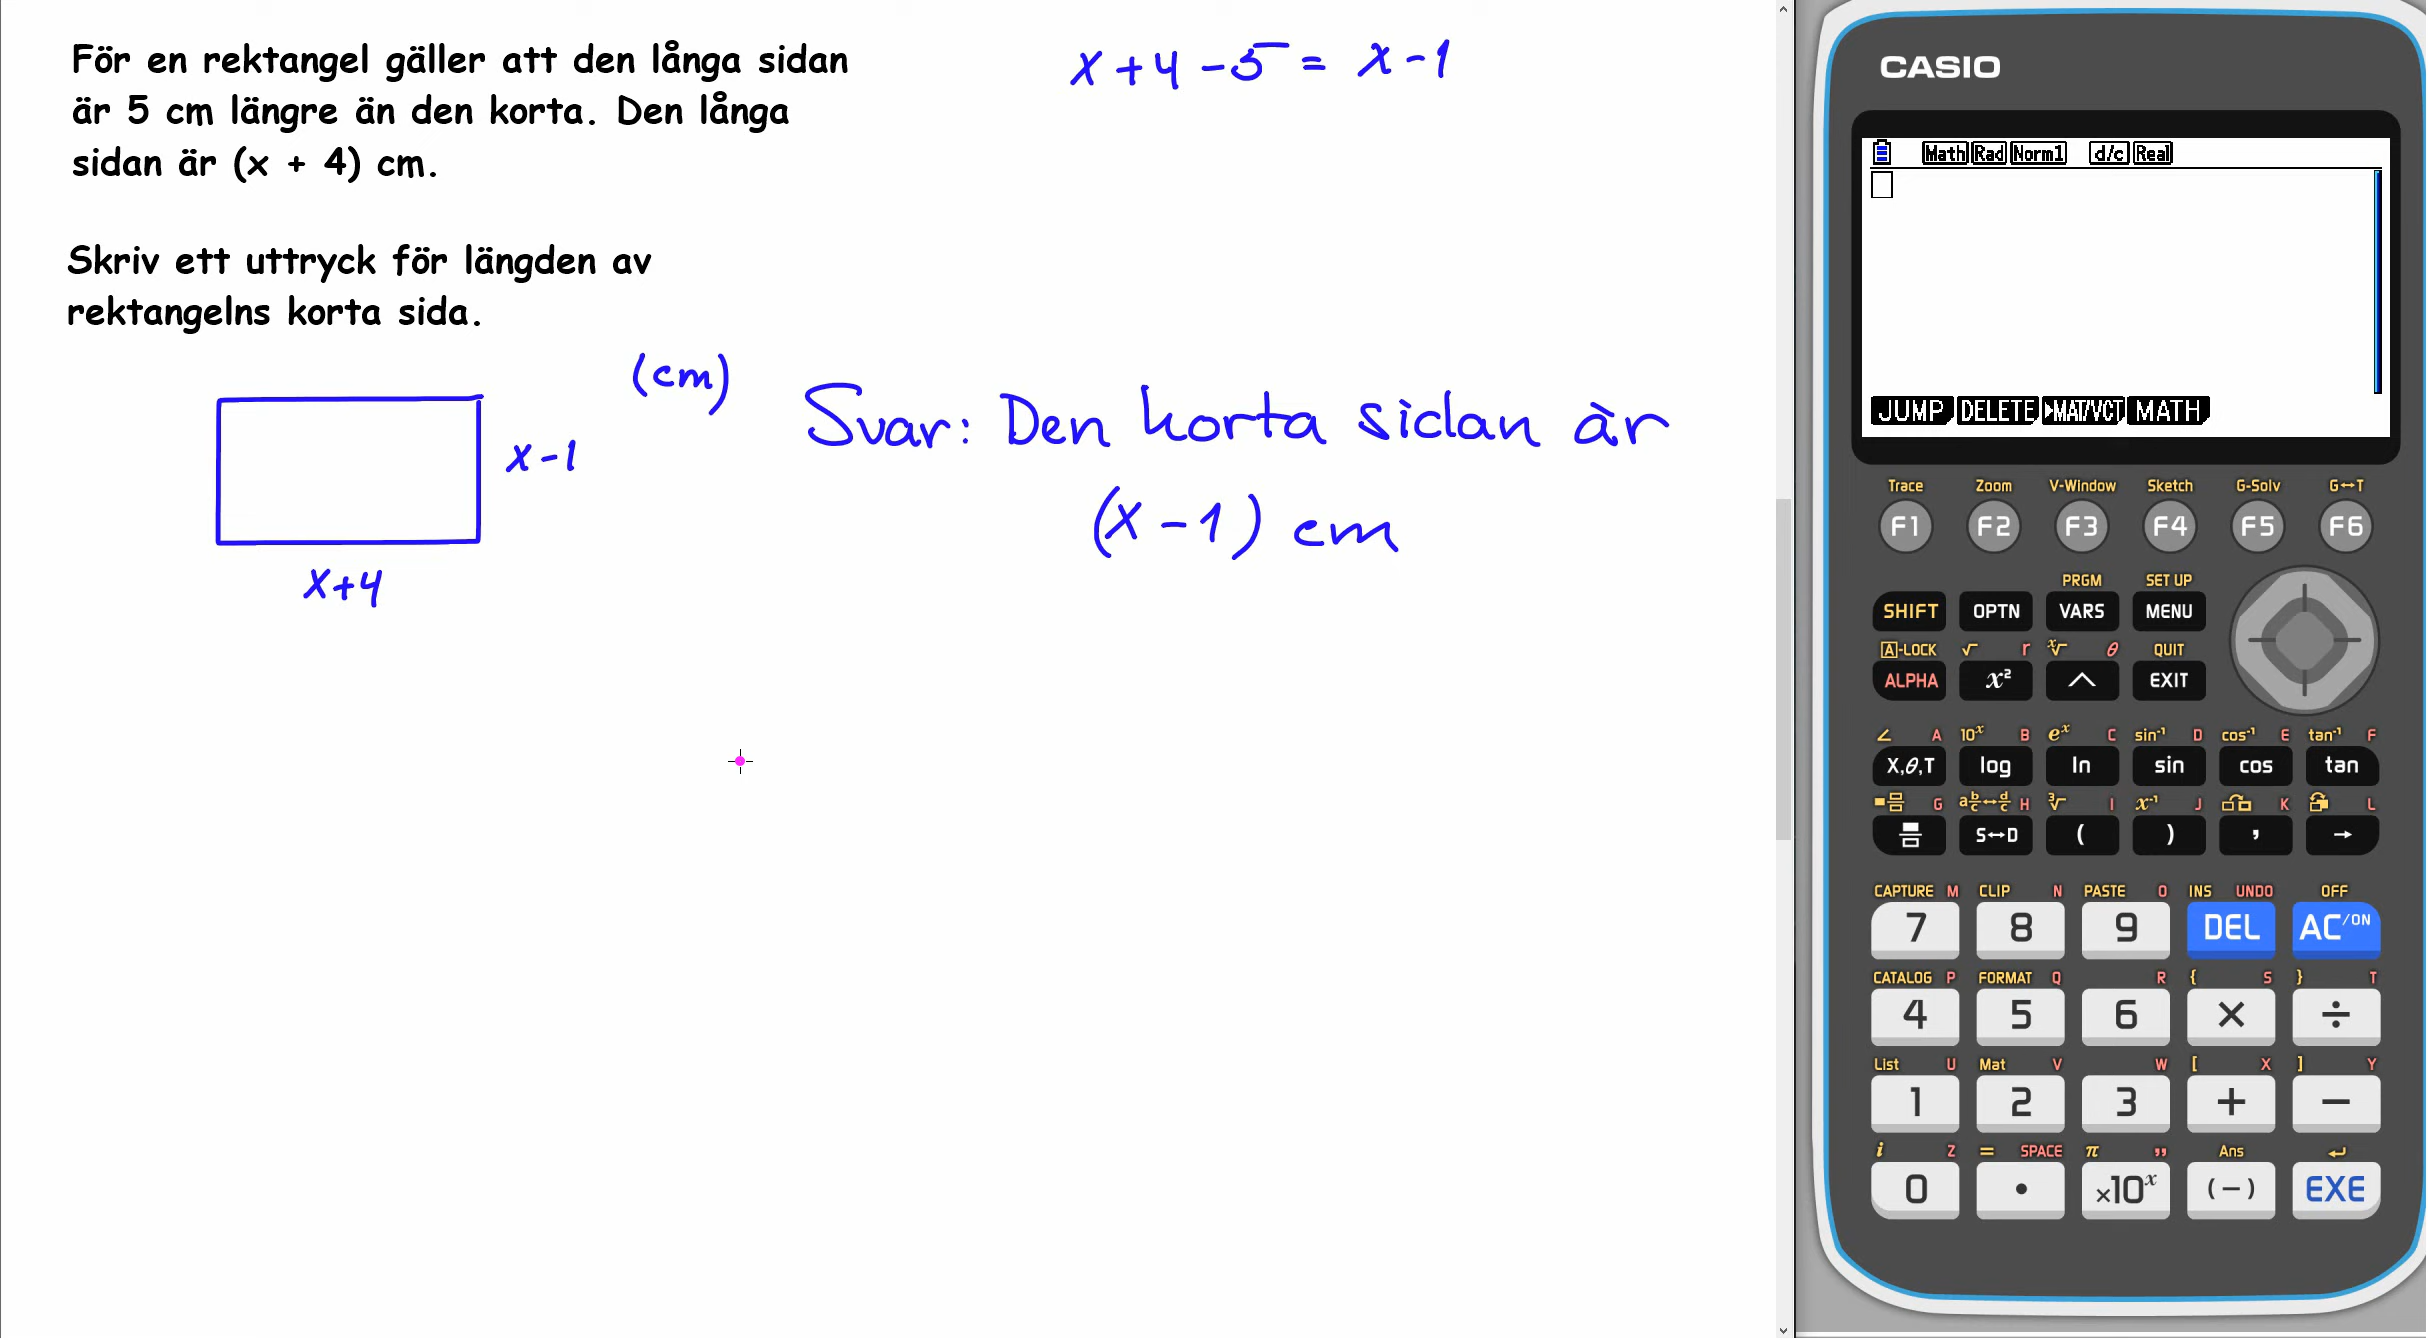 För en rektangel gäller att den långa sidan
är 5 cm längre än den korta. Den långa
sidan är (x + 4) cm.
x + 4 - 5 = x - 1
Skriv ett uttryck för längden av
rektangelns korta sida.
(cm)
x - 1
x + 4
Svar: Den korta sidan är
(x - 1) cm
CASIO
Math Rad Norm1 d/c Real
JUMP DELETE ▶MAT/VCT MATH
Trace Zoom V-Window Sketch G-Solv G↔T
F1 F2 F3 F4 F5 F6
PRGM SET UP
SHIFT OPTN VARS MENU
A-LOCK √ r ˣ√ θ QUIT
ALPHA x² ^ EXIT
∠ A 10ˣ B eˣ C sin⁻¹ D cos⁻¹ E tan⁻¹ F
X,θ,T log ln sin cos tan
G a b/c↔d/c H ³√ I x⁻¹ J K L
S↔D ( ) , →
CAPTURE M CLIP N PASTE O INS UNDO OFF
7 8 9 DEL AC/ON
CATALOG P FORMAT Q R { S } T
4 5 6 × ÷
List U Mat V W [ X ] Y
1 2 3 + −
i Z = SPACE π " Ans ↵
0 . ×10ˣ (−) EXE